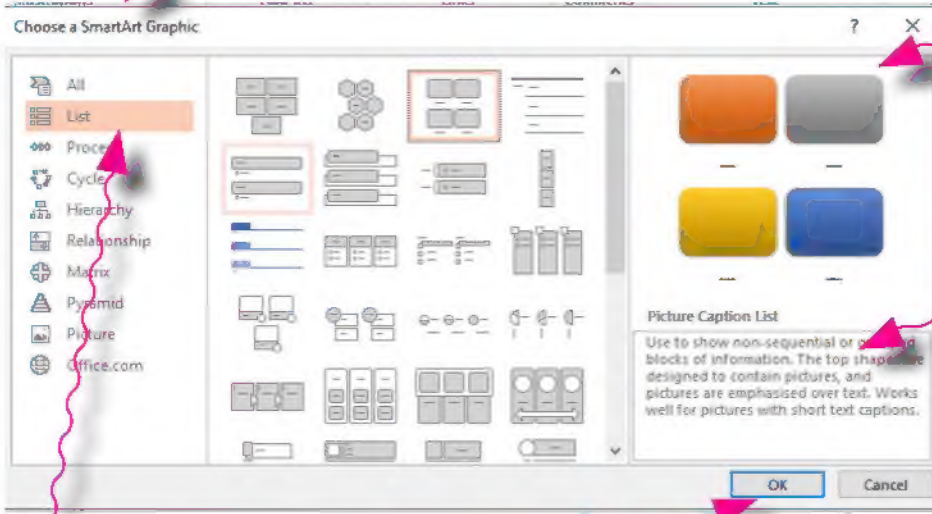 Choose a SmartArt Graphic
?
All
List
Cycle
Hierarchy
Relationship
Matrix
Pyramid
Picture
Office.com
Picture Caption List
Use to show non-sequential or
blocks of information. The top
designed to contain pictures, and
pictures are emphasised over text. Works
well for pictures with short text captions.
OK
Cancel